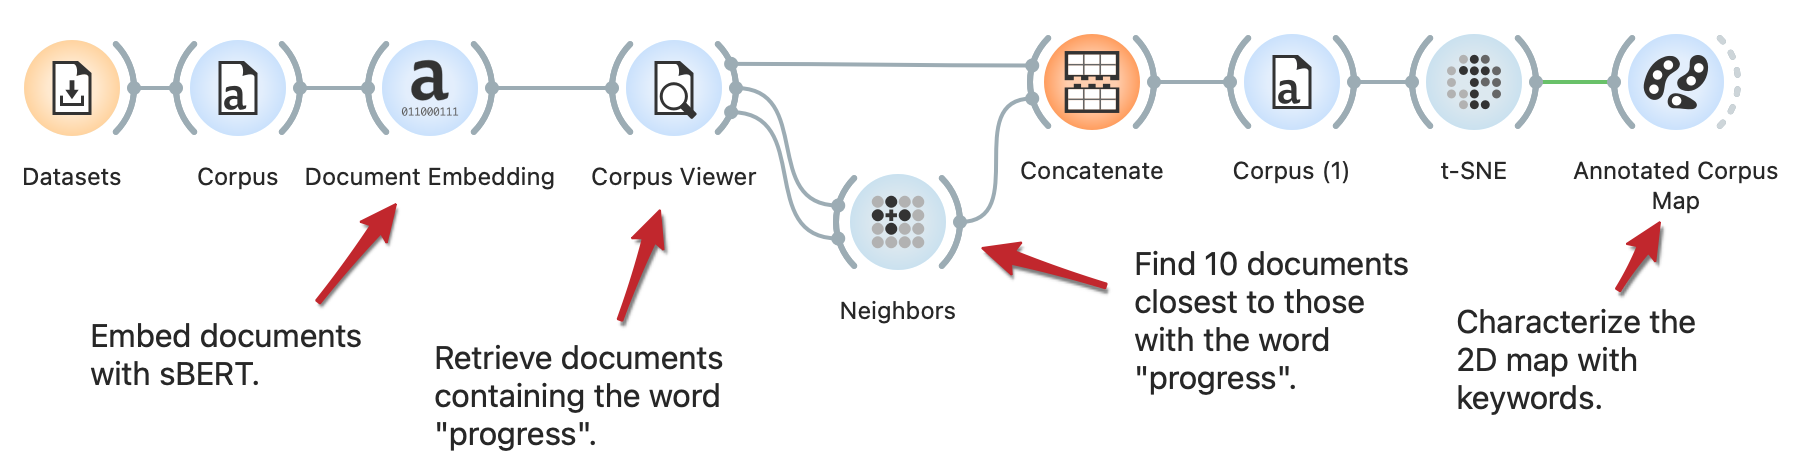 a
a
011000111
a
Datasets
Corpus
Document Embedding
Corpus Viewer
Neighbors
Concatenate
Corpus (1)
t-SNE
Annotated Corpus
Map
Embed documents
with sBERT.
Retrieve documents
containing the word
"progress".
Find 10 documents
closest to those
with the word
"progress".
Characterize the
2D map with
keywords.